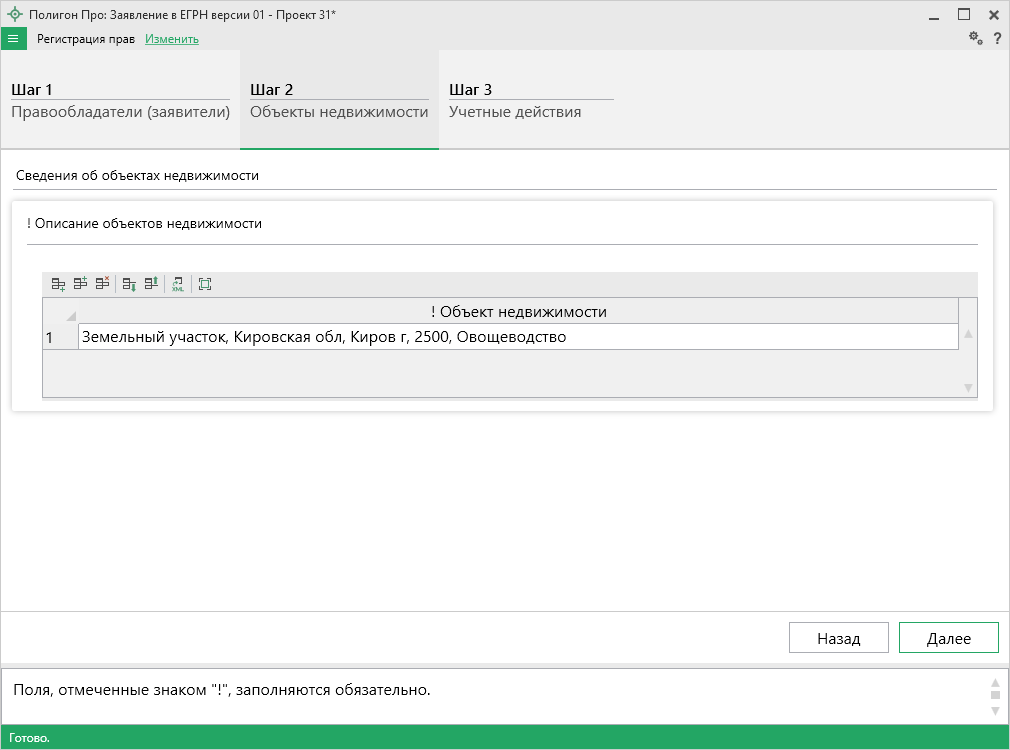 Полигон Про: Заявление в ЕГРН версии 01 - Проект 31*
Регистрация прав Изменить ?
Шаг 1
Правообладатели (заявители)
Шаг 2
Объекты недвижимости
Шаг 3
Учетные действия
Сведения об объектах недвижимости
! Описание объектов недвижимости
XML
! Объект недвижимости
1 Земельный участок, Кировская обл, Киров г, 2500, Овощеводство
Назад Далее
Поля, отмеченные знаком "!", заполняются обязательно.
Готово.